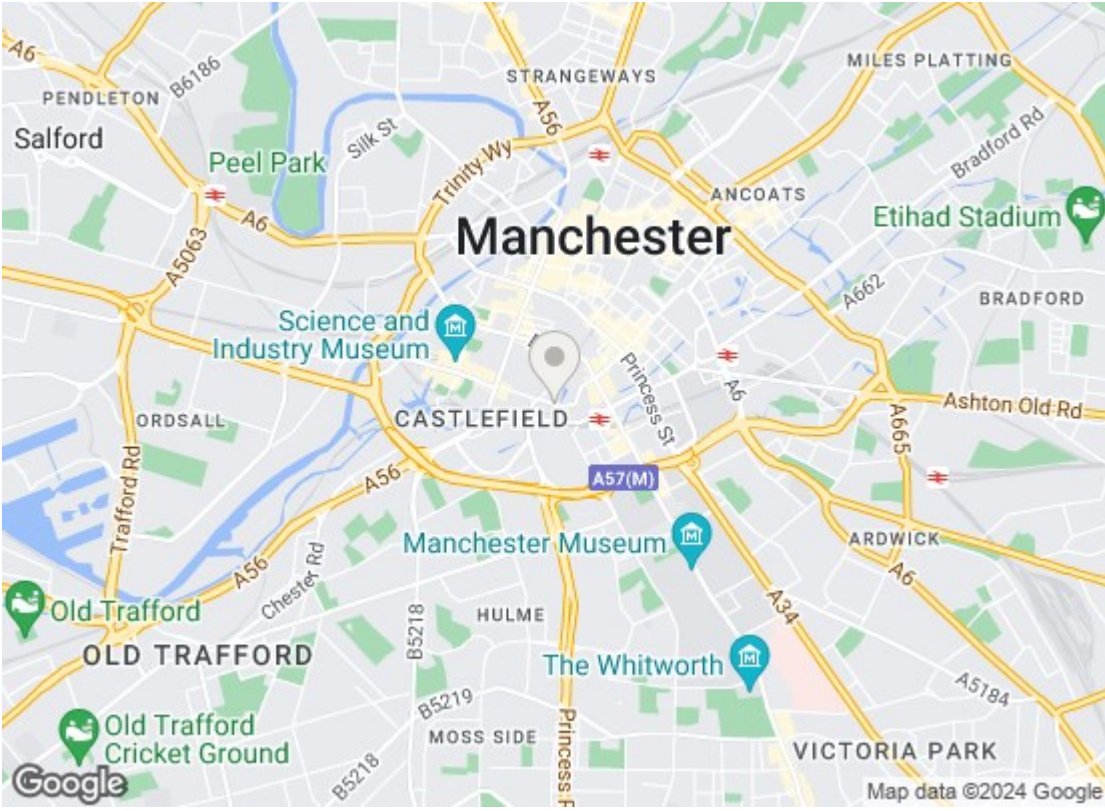 A6
B6186
STRANGEWAYS
A56
MILES PLATTING
PENDLETON
Salford
Silk St
Bradford Rd
Peel Park
Trinity Wy
ANCOATS
A6
Manchester
Etihad Stadium
A5063
A662
BRADFORD
Science and
Industry Museum
Princess St
A6
Ashton Old Rd
ORDSALL
CASTLEFIELD
A665
A56
A57(M)
Trafford Rd
Manchester Museum
ARDWICK
A56
Chester Rd
A6
Old Trafford
HULME
A34
B5218
OLD TRAFFORD
The Whitworth
A5184
B5219
Old Trafford
Cricket Ground
MOSS SIDE
Princess R
VICTORIA PARK
B5218
Google
Map data ©2024 Google